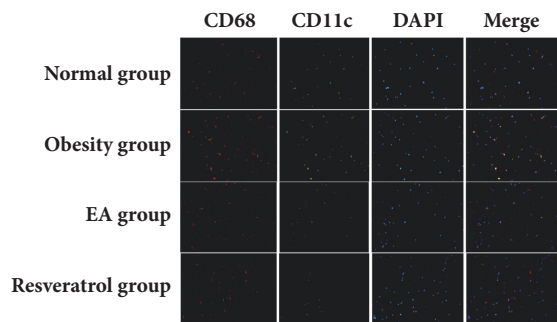 CD68 CD11c DAPI Merge
Normal group
Obesity group
EA group
Resveratrol group